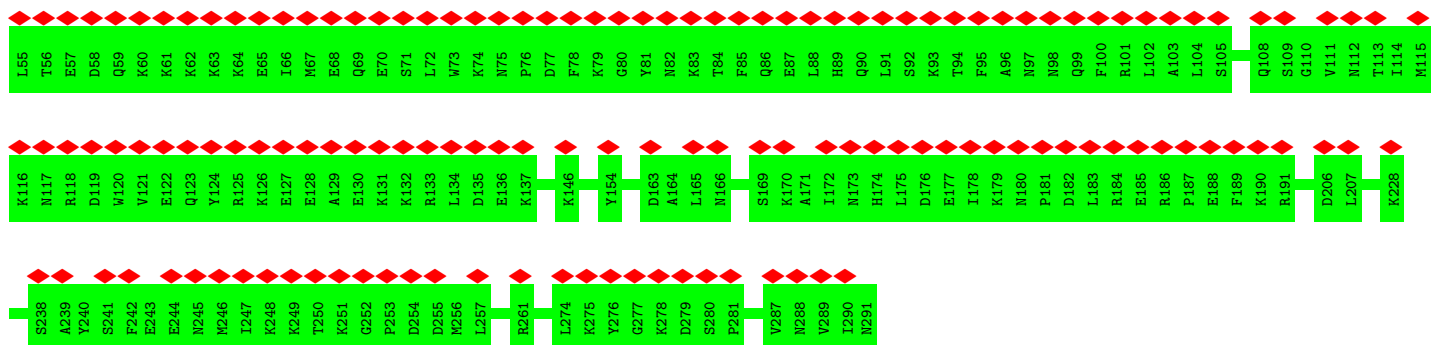 L55 T56 E57 D58 Q59 K60 K61 K62 K63 K64 E65 I66 M67 E68 Q69 E70 S71 L72 W73 K74 N75 P76 D77 F78 K79 G80 Y81 N82 K83 T84 F85 Q86 E87 L88 H89 Q90 L91 S92 K93 T94 F95 A96 N97 N98 Q99 F100 R101 L102 A103 L104 S105 Q108 S109 G110 V111 N112 T113 I114 M115
K116 N117 R118 D119 W120 V121 E122 Q123 Y124 R125 K126 E127 E128 A129 E130 K131 K132 R133 L134 D135 E136 K137 K146 Y154 D163 A164 L165 N166 S169 K170 A171 I172 N173 H174 L175 D176 E177 I178 K179 N180 P181 D182 L183 R184 E185 R186 P187 E188 F189 K190 R191 D206 L207 K228
S238 A239 Y240 S241 F242 E243 E244 N245 M246 I247 K248 K249 T250 K251 G252 P253 D254 D255 M256 L257 R261 L274 K275 Y276 G277 K278 D279 S280 P281 V287 N288 V289 I290 N291